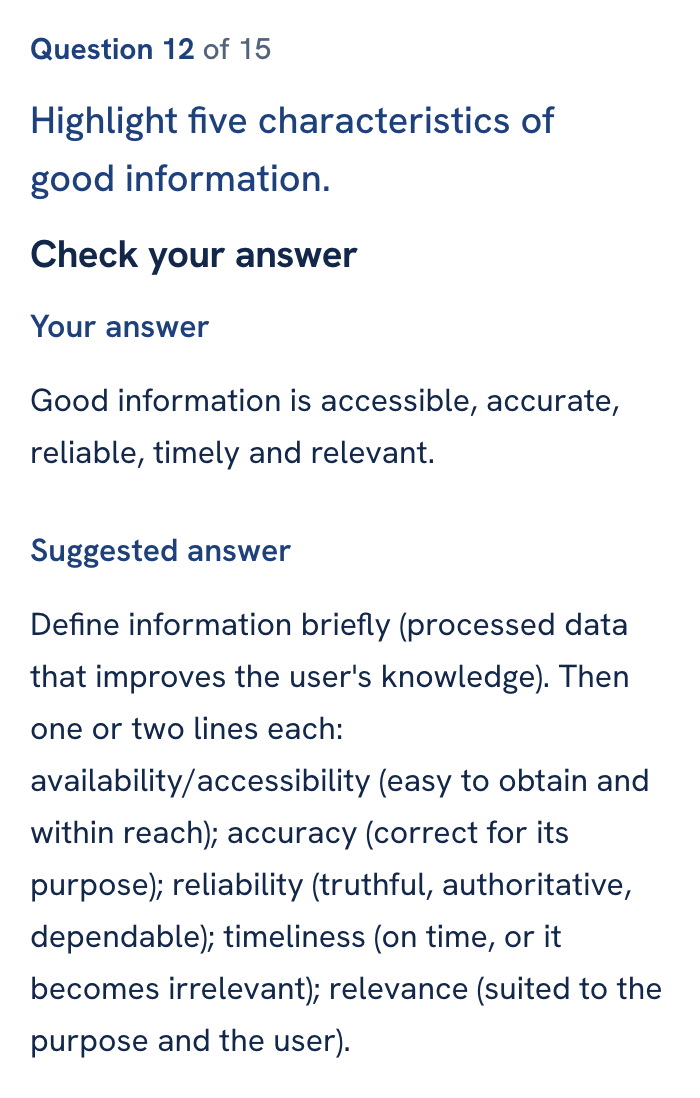 Question 12 of 15
Highlight five characteristics of
good information.
Check your answer
Your answer
Good information is accessible, accurate,
reliable, timely and relevant.
Suggested answer
Define information briefly (processed data
that improves the user's knowledge). Then
one or two lines each:
availability/accessibility (easy to obtain and
within reach); accuracy (correct for its
purpose); reliability (truthful, authoritative,
dependable); timeliness (on time, or it
becomes irrelevant); relevance (suited to the
purpose and the user).